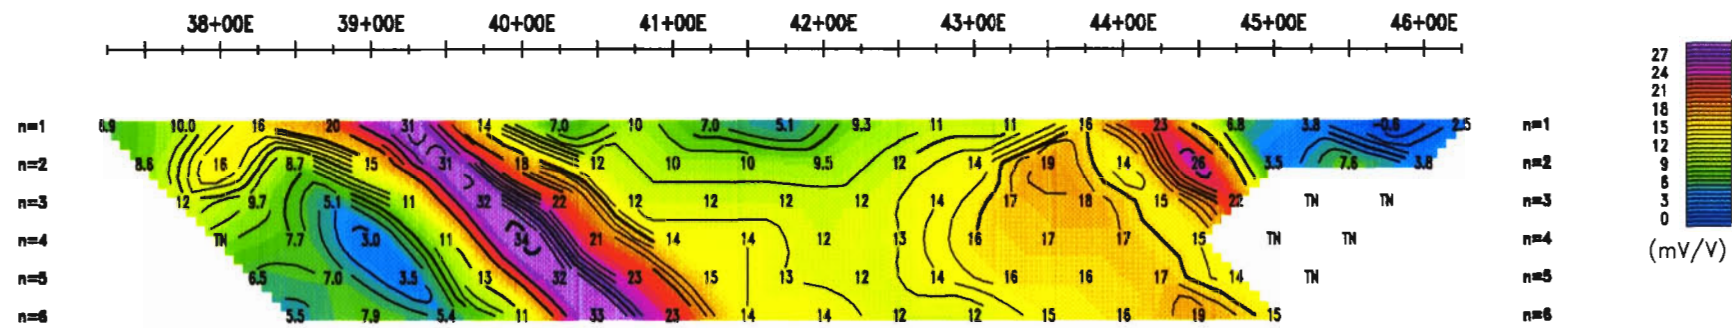 38+00E 39+00E 40+00E 41+00E 42+00E 43+00E 44+00E 45+00E 46+00E
27
24
21
18
15
12
9
6
3
0
(mV/V)
n=1 6.9 10.0 16 20 31 14 7.0 10 7.0 5.1 9.3 11 11 16 23 6.8 3.8 -0.6 2.5 n=1
n=2 8.6 16 8.7 15 31 18 12 10 10 9.5 12 14 19 14 26 3.5 7.6 3.8 n=2
n=3 12 9.7 5.1 11 32 22 12 12 12 12 14 17 18 15 22 TN TN n=3
n=4 TN 7.7 3.0 11 34 21 14 14 12 13 16 17 17 15 TN TN n=4
n=5 6.5 7.0 3.5 13 32 23 15 13 12 14 16 16 17 14 TN n=5
n=6 5.5 7.9 5.4 11 33 23 14 14 12 12 15 16 19 15 n=6